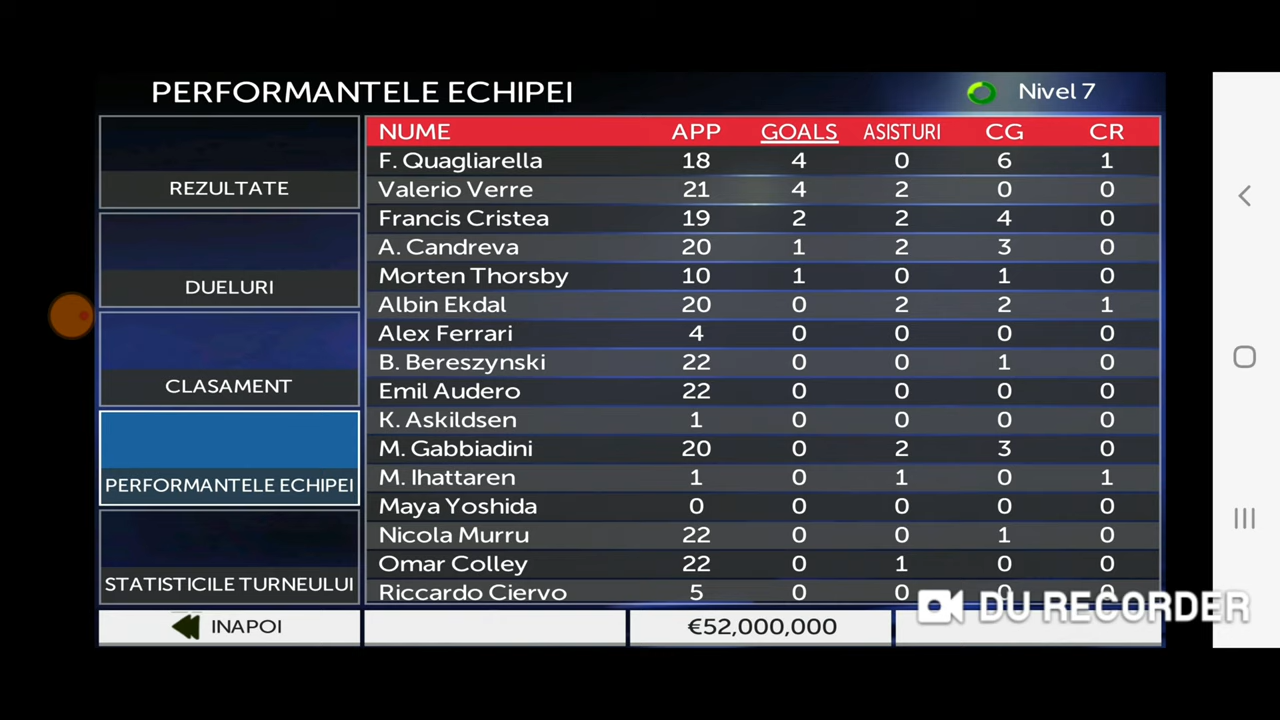 PERFORMANTELE ECHIPEI
Nivel 7
REZULTATE
DUELURI
CLASAMENT
PERFORMANTELE ECHIPEI
STATISTICILE TURNEULUI
NUME APP GOALS ASISTURI CG CR
F. Quagliarella 18 4 0 6 1
Valerio Verre 21 4 2 0 0
Francis Cristea 19 2 2 4 0
A. Candreva 20 1 2 3 0
Morten Thorsby 10 1 0 1 0
Albin Ekdal 20 0 2 2 1
Alex Ferrari 4 0 0 0 0
B. Bereszynski 22 0 0 1 0
Emil Audero 22 0 0 0 0
K. Askildsen 1 0 0 0 0
M. Gabbiadini 20 0 2 3 0
M. Ihattaren 1 0 1 0 1
Maya Yoshida 0 0 0 0 0
Nicola Murru 22 0 0 1 0
Omar Colley 22 0 1 0 0
Riccardo Ciervo 5 0 0 0 0
DU RECORDER
INAPOI
€52,000,000